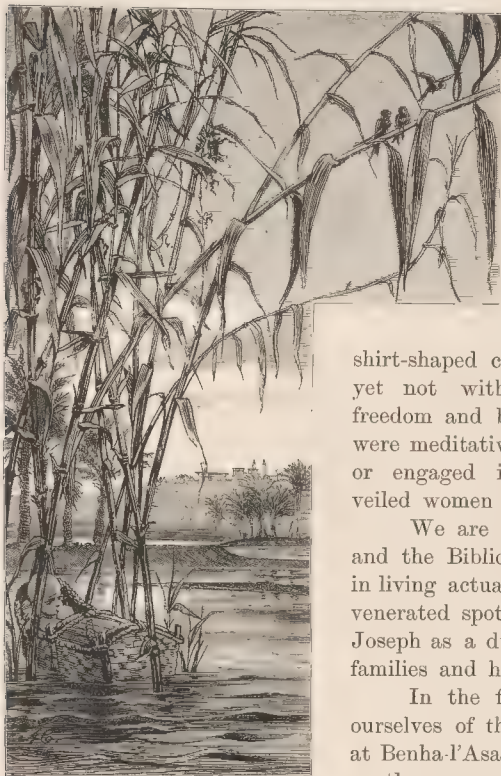 shirt-shaped
yet not
freedom and
were meditativ
or engaged
veiled women
We are
and the Biblic
in living actua
venerated spot
Joseph as a d
families and h
In the f
ourselves of th
at Benha-l'Asa